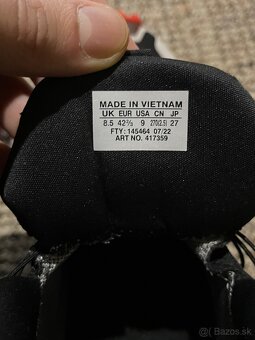 MADE IN VIETNAM
UK EUR USA CN JP
8.5 42⅔ 9 270(2.5) 27
FTY: 145464 07/22
ART NO. 417359
bazos.sk